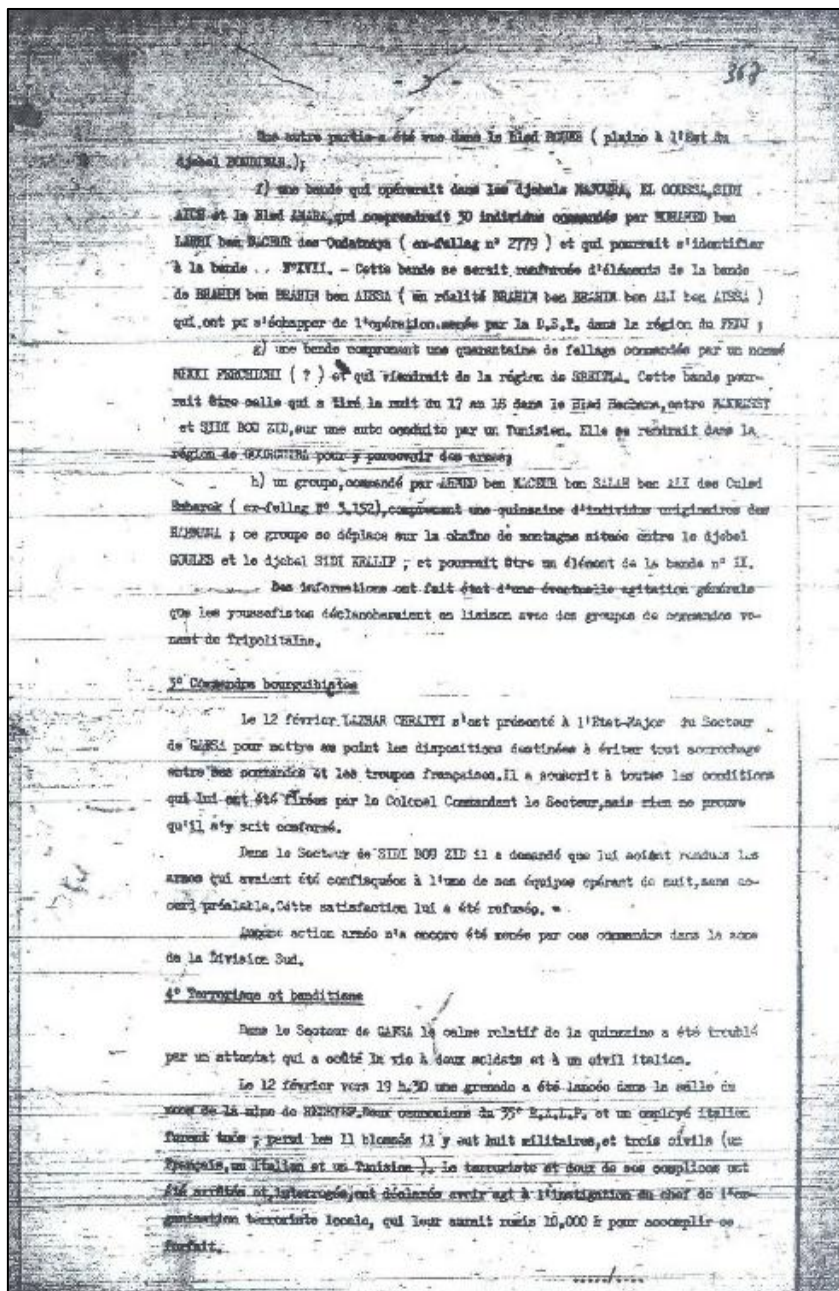 - 3 -
367
Une autre partie a été vue dans le Bled ( plaine à l'Est du
djebel );
f) une bande qui opérerait dans les djebels MAJOURA, EL GOUSSA, SIDI
AICH et le Bled AMARA, qui comprendrait 30 individus commandés par MOHAMED ben
LARBI ben NACEUR des ( ex-fellag n° 2779 ) et qui pourrait s'identifier
à la bande .. N°XVII. - Cette bande se serait renforcée d'éléments de la bande
de BRAHIM ben BRAHIM ben AISSA ( en réalité BRAHIM ben BRAHIM ben ALI ben AISSA )
qui, ont pu s'échapper de l'opération menée par la D.S.T. dans la région du FEDJ ;
g) une bande comprenant une quarantaine de fellags commandés par un nommé
FERCHICHI ( ? ) et qui viendrait de la région de SBEITLA. Cette bande pour-
rait être celle qui a tiré la nuit du 17 au 18 dans le Bled entre
et SIDI BOU ZID, sur une auto conduite par un Tunisien. Elle se rendrait dans la
région de pour y percevoir des armes;
h) un groupe, commandé par AHMED ben NACEUR ben SALAH ben ALI des Ouled
Embarek ( ex-fellag N° 3.152), comprenant une quinzaine d'individus originaires des
HAMAMA ; ce groupe se déplace sur la chaîne de montagne située entre le djebel
GOULEB et le djebel SIDI KHALIF ; et pourrait être un élément de la bande n° II.
Des informations ont fait état d'une éventuelle agitation générale
que les youssefistes déclancheraient en liaison avec des groupes de commandos ve-
nant de Tripolitaine.
3° Commandos bourguibistes
Le 12 février LAZHAR CHRAITI s'est présenté à l'Etat-Major du Secteur
de GAFSA pour mettre au point les dispositions destinées à éviter tout accrochage
entre ses commandos et les troupes françaises. Il a souscrit à toutes les conditions
qui lui ont été fixées par le Colonel Commandant le Secteur, mais rien ne prouve
qu'il s'y soit conformé.
Dans le Secteur de SIDI BOU ZID il a demandé que lui soient rendues les
armes qui avaient été confisquées à l'une de ses équipes opérant de nuit, sans ac-
cord préalable. Cette satisfaction lui a été refusée.
Aucune action armée n'a encore été menée par ces commandos dans la zone
de la Division Sud.
4° Terrorisme et banditisme
Dans le Secteur de GAFSA le calme relatif de la quinzaine a été troublé
par un attentat qui a coûté la vie à deux soldats et à un civil italien.
Le 12 février vers 19 h.30 une grenade a été lancée dans la salle du
mess de la mine de REDEYEF. Deux du 35° R.A.L.P. et un employé italien
furent tués ; parmi les 11 blessés il y eut huit militaires, et trois civils (un
Français, un Italien et un Tunisien ). Le terroriste et deux de ses complices ont
été arrêtés et, interrogés, ont déclarés avoir agi à l'instigation du chef de l'or-
ganisation terroriste locale, qui leur aurait remis 10,000 Fr pour accomplir ce
forfait.
....../......